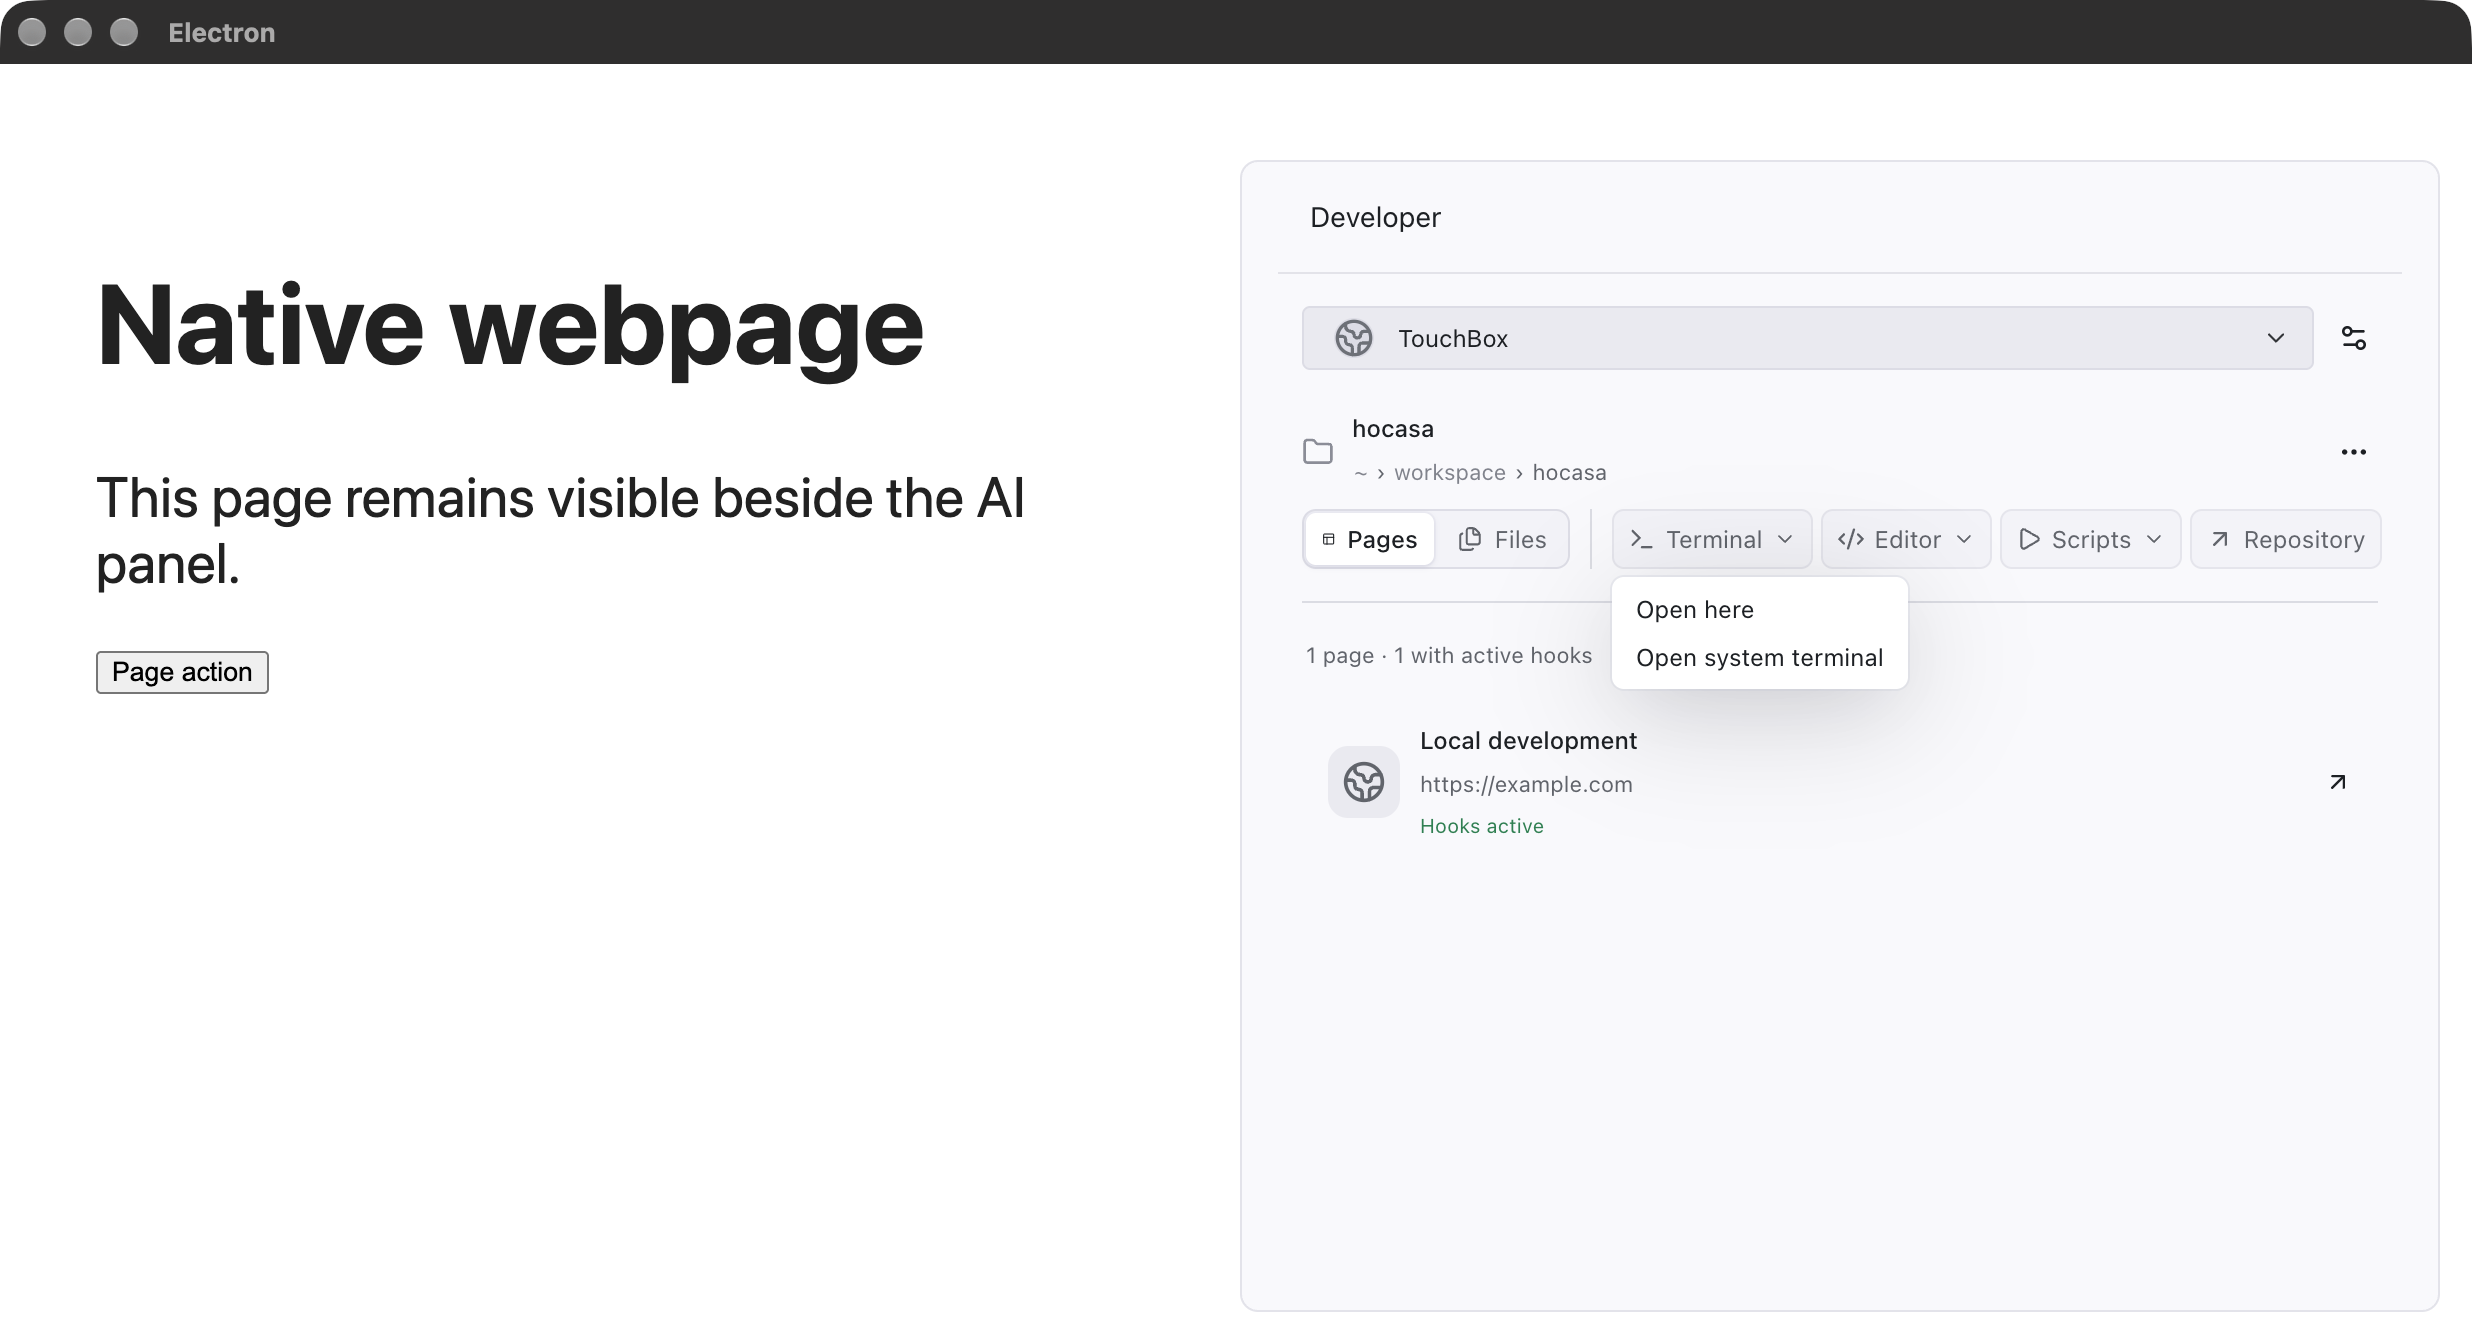 Electron
Native webpage
This page remains visible beside the AI
panel.
Page action
Developer
TouchBox
hocasa
~ › workspace › hocasa
Pages Files Terminal Editor Scripts Repository
Open here
Open system terminal
1 page · 1 with active hooks
Local development
https://example.com
Hooks active